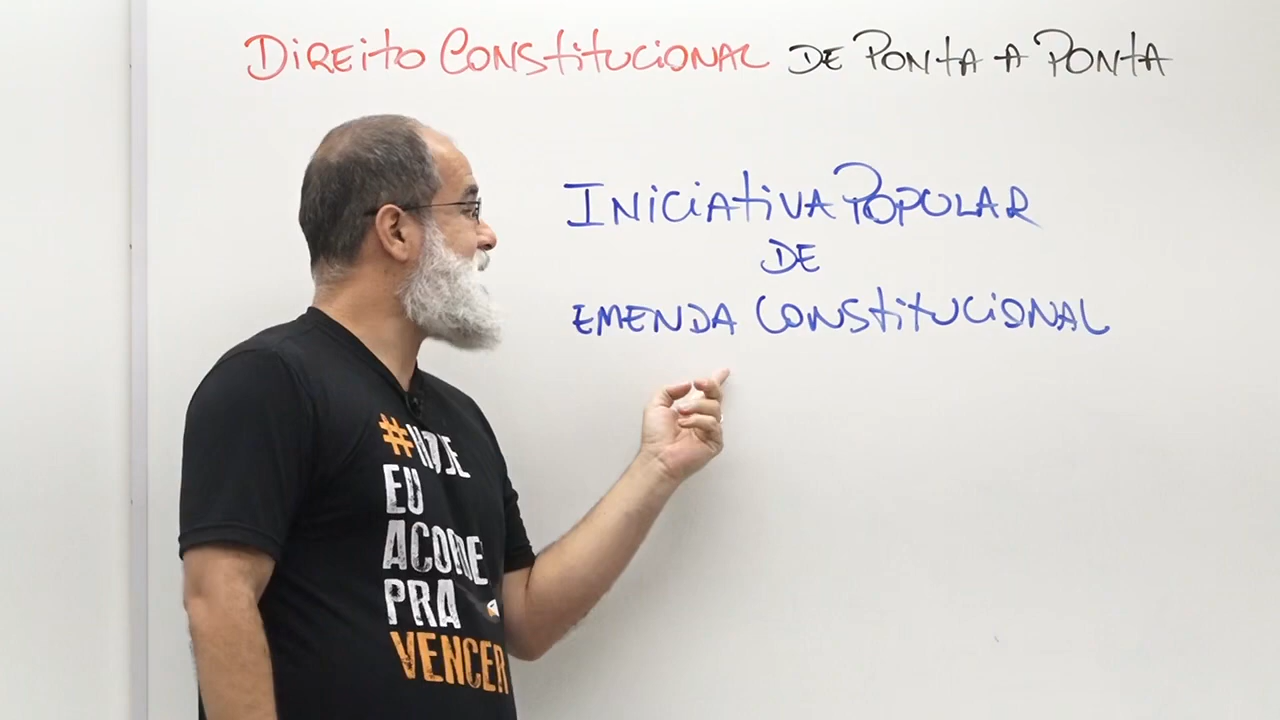 DIREITO CONSTITUCIONAL DE PONTA A PONTA
INICIATIVA POPULAR
DE
EMENDA CONSTITUCIONAL
#HOJE
EU
ACORDEI
PRA
VENCER